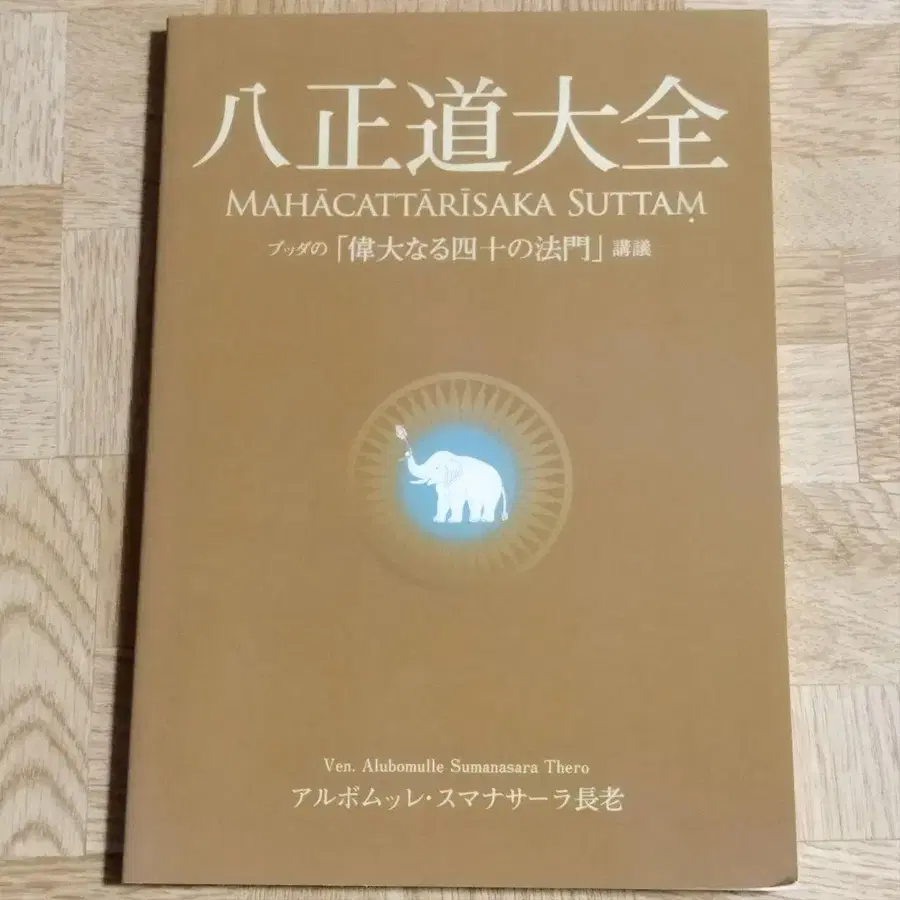 八正道大全
MAHĀCATTĀRĪSAKA SUTTAṂ
ブッダの「偉大なる四十の法門」講議
Ven. Alubomulle Sumanasara Thero
アルボムッレ・スマナサーラ長老